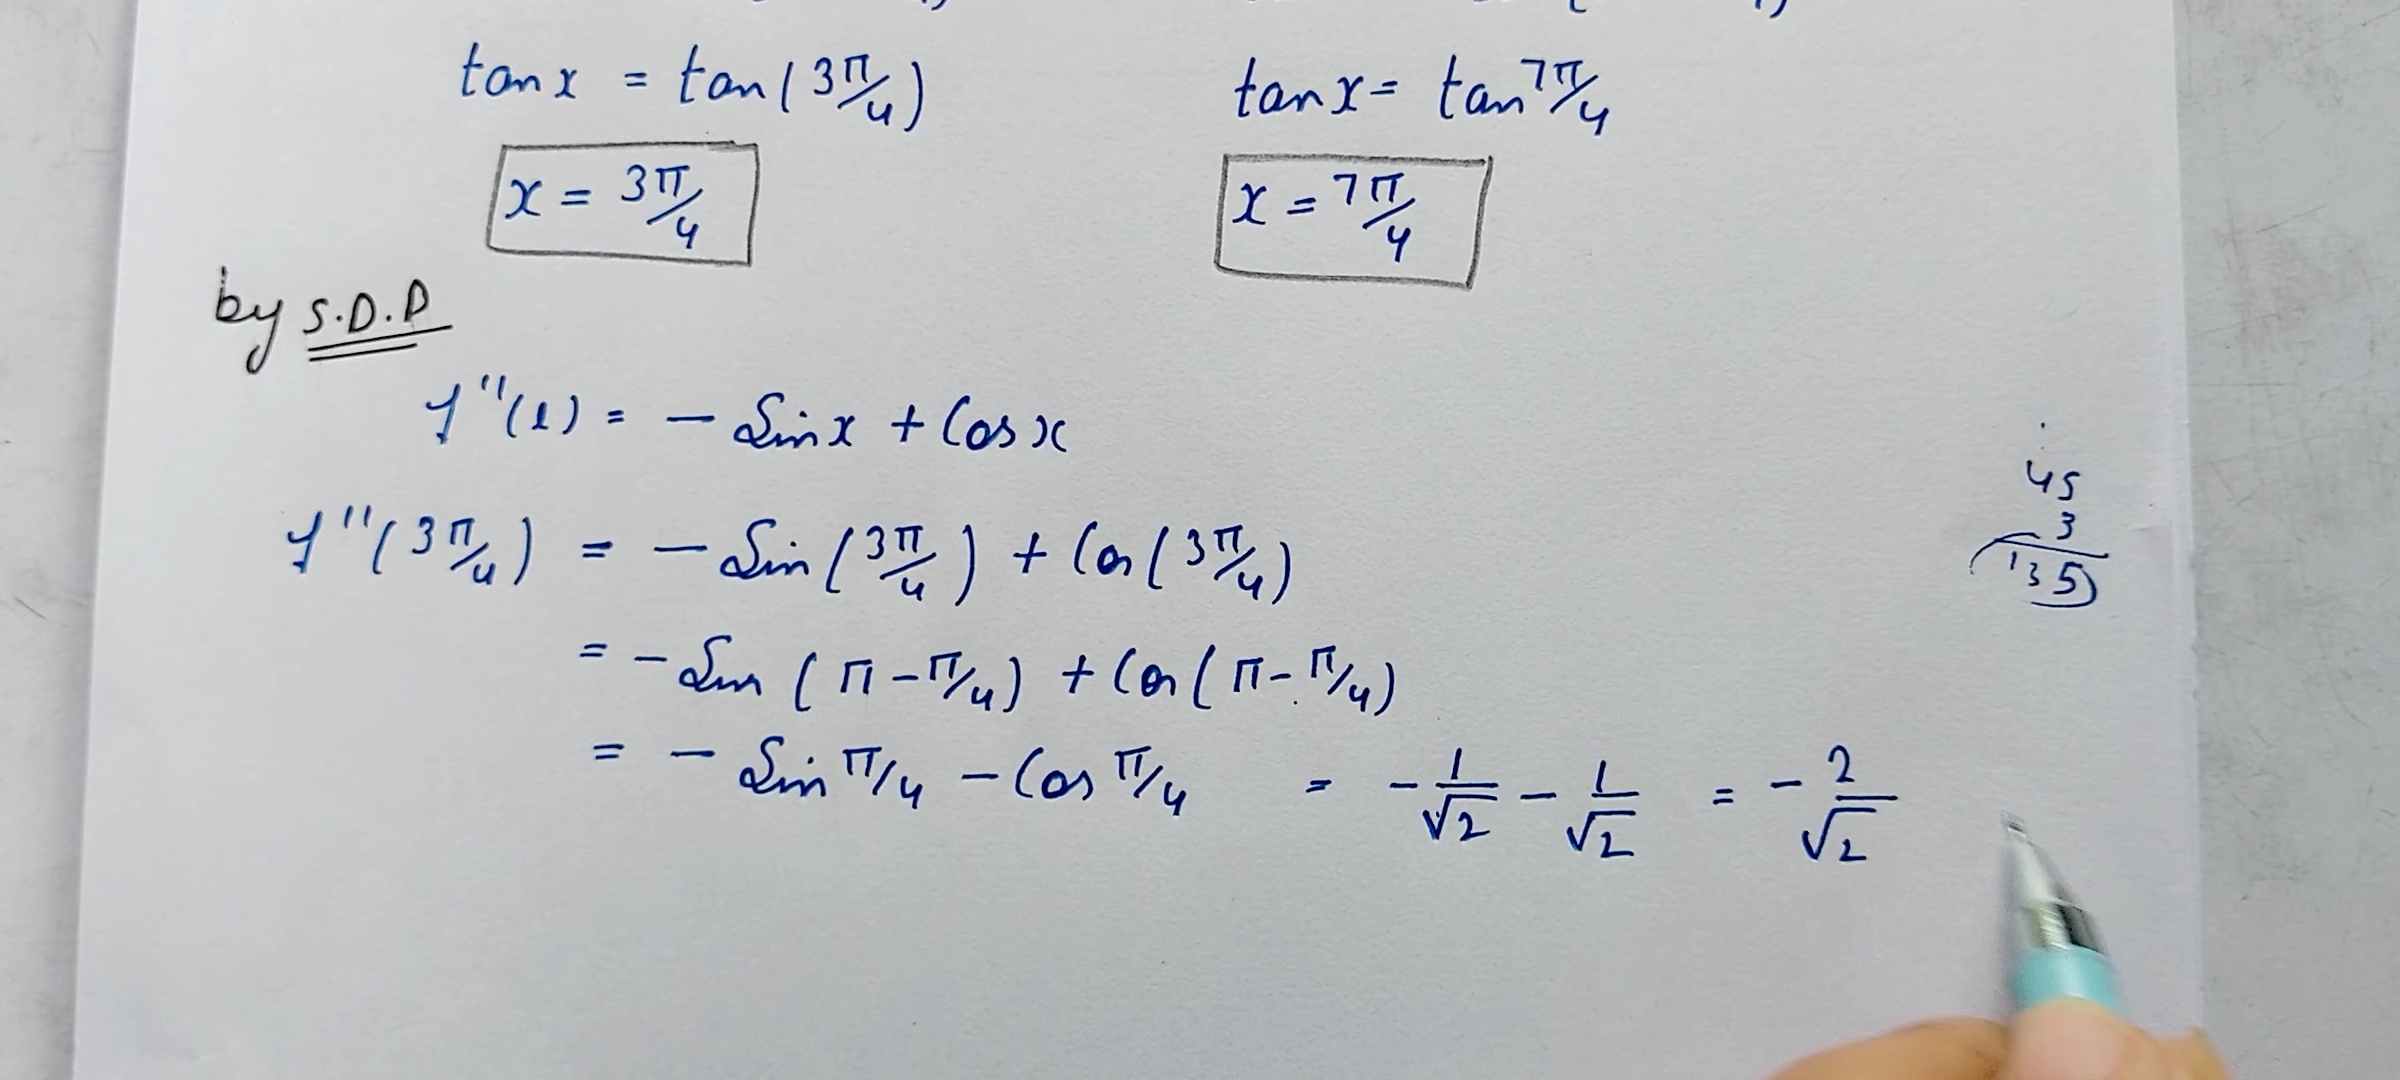 tan x = tan(3π/4) tan x = tan 7π/4
x = 3π/4 x = 7π/4
by S.D.D
f''(x) = - Sin x + Cos x
45
3
135
f''(3π/4) = - Sin(3π/4) + Cos(3π/4)
= - Sin (π - π/4) + Cos(π - π/4)
= - Sin π/4 - Cos π/4 = - 1/√2 - 1/√2 = - 2/√2